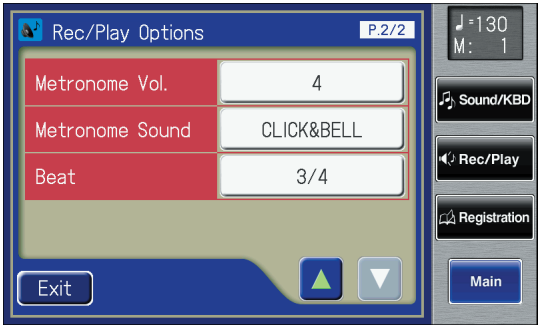 Rec/Play Options P.2/2
♩=130
M: 1
Metronome Vol. 4
Metronome Sound CLICK&BELL
Beat 3/4
Exit
Sound/KBD
Rec/Play
Registration
Main